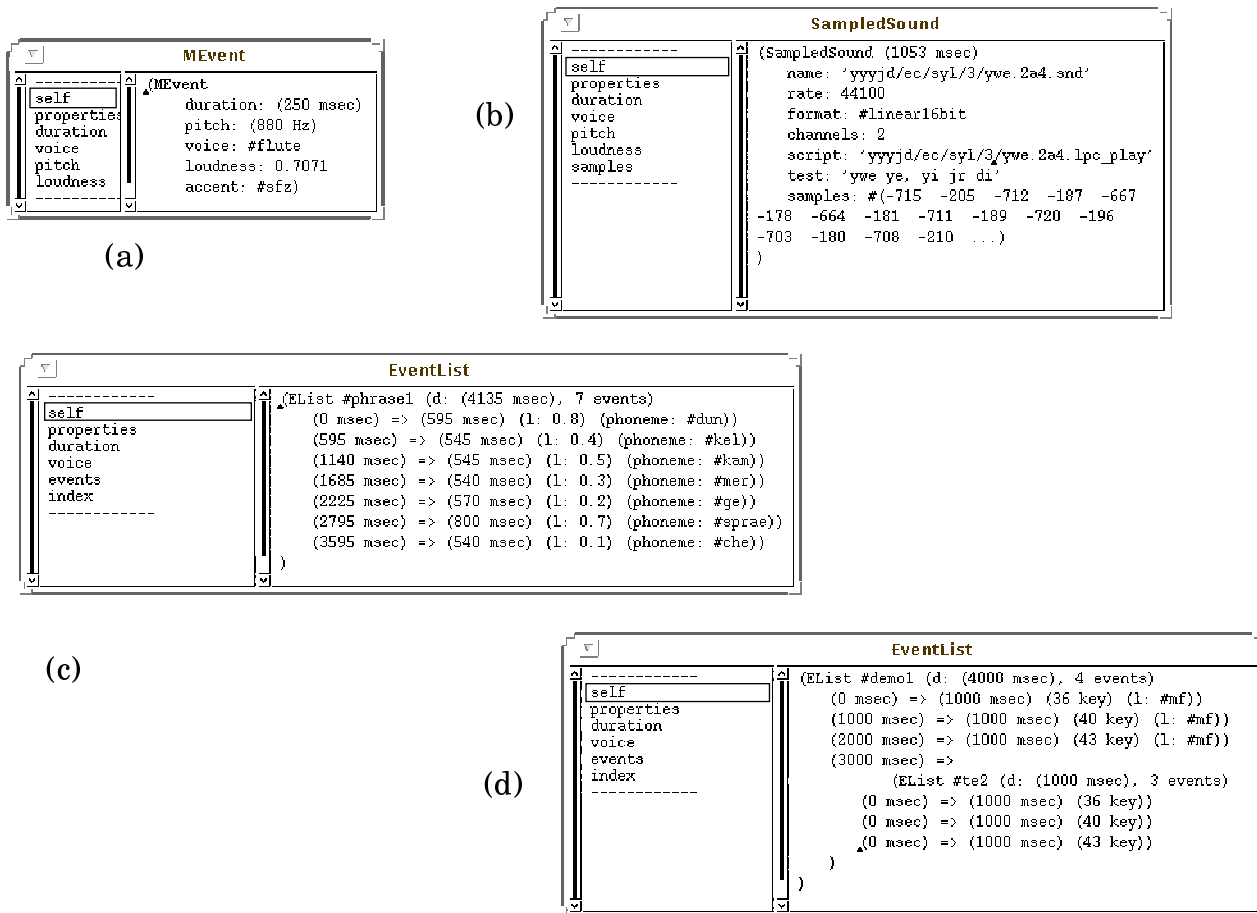 MEvent
------------
self
properties
duration
voice
pitch
loudness
------------
(MEvent
duration: (250 msec)
pitch: (880 Hz)
voice: #flute
loudness: 0.7071
accent: #sfz)
(a)
SampledSound
------------
self
properties
duration
voice
pitch
loudness
samples
------------
(SampledSound (1053 msec)
name: 'yyyjd/ec/syl/3/ywe.2a4.snd'
rate: 44100
format: #linear16bit
channels: 2
script: 'yyyjd/ec/syl/3/ywe.2a4.lpc_play'
test: 'ywe ye, yi jr di'
samples: #(-715 -205 -712 -187 -667
-178 -664 -181 -711 -189 -720 -196
-703 -180 -708 -210 ...)
)
(b)
EventList
------------
self
properties
duration
voice
events
index
------------
(EList #phrase1 (d: (4135 msec), 7 events)
(0 msec) => (595 msec) (l: 0.8) (phoneme: #dun))
(595 msec) => (545 msec) (l: 0.4) (phoneme: #kel))
(1140 msec) => (545 msec) (l: 0.5) (phoneme: #kam))
(1685 msec) => (540 msec) (l: 0.3) (phoneme: #mer))
(2225 msec) => (570 msec) (l: 0.2) (phoneme: #ge))
(2795 msec) => (800 msec) (l: 0.7) (phoneme: #sprae))
(3595 msec) => (540 msec) (l: 0.1) (phoneme: #che))
)
(c)
EventList
------------
self
properties
duration
voice
events
index
------------
(EList #demo1 (d: (4000 msec), 4 events)
(0 msec) => (1000 msec) (36 key) (l: #mf))
(1000 msec) => (1000 msec) (40 key) (l: #mf))
(2000 msec) => (1000 msec) (43 key) (l: #mf))
(3000 msec) =>
(EList #te2 (d: (1000 msec), 3 events)
(0 msec) => (1000 msec) (36 key))
(0 msec) => (1000 msec) (40 key))
(0 msec) => (1000 msec) (43 key))
)
)
(d)